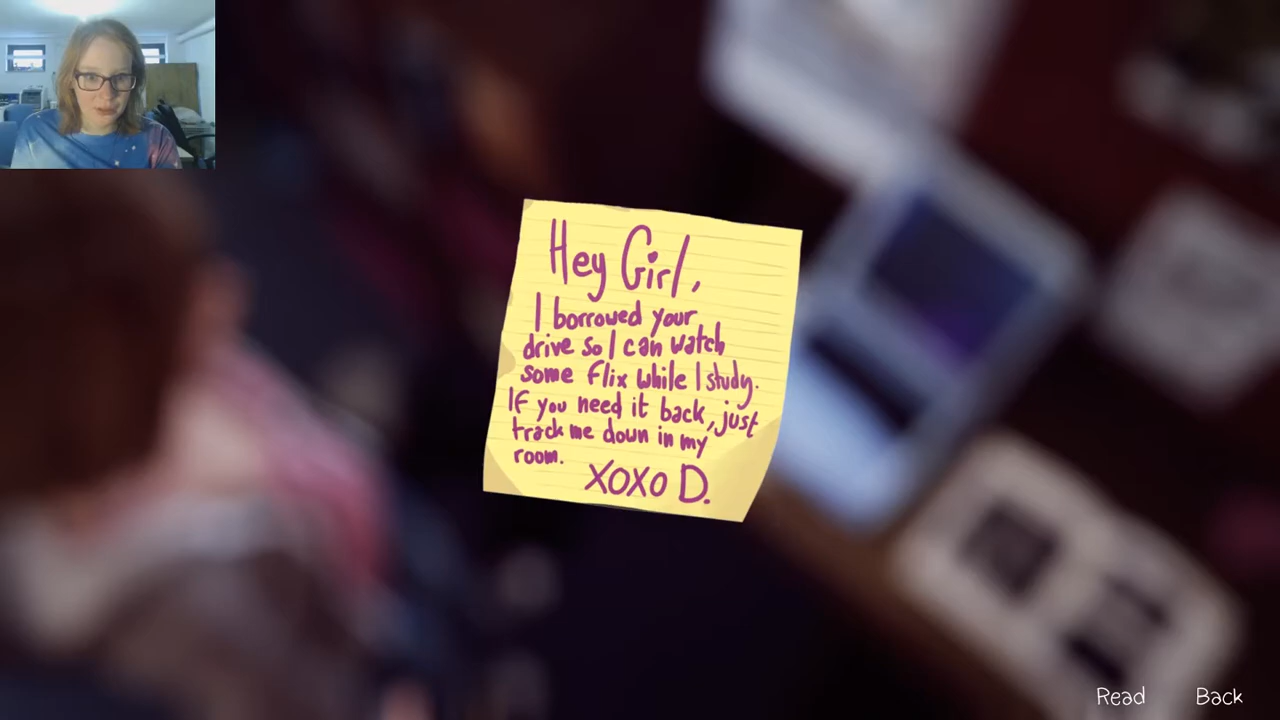 Hey Girl,
I borrowed your
drive so I can watch
some flix while I study.
If you need it back, just
track me down in my
room.
XOXO D.
Read Back